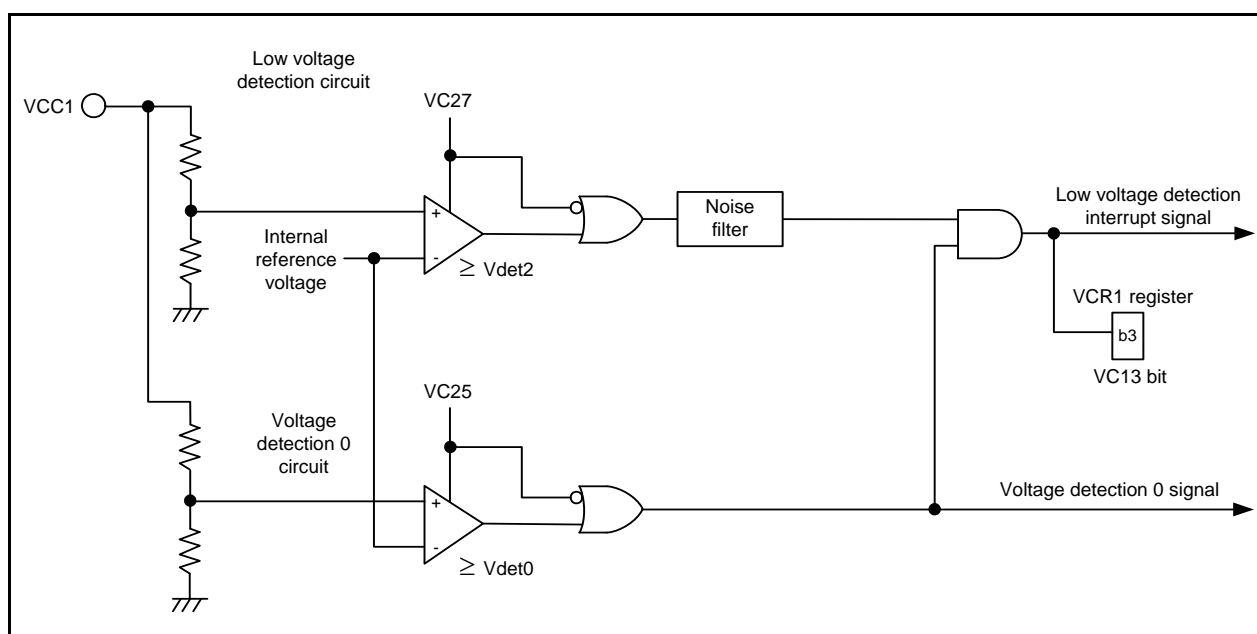 Low voltage
detection circuit
VCC1
VC27
+
-
≥ Vdet2
Internal
reference
voltage
Noise
filter
Low voltage detection
interrupt signal
VCR1 register
b3
VC13 bit
Voltage
detection 0
circuit
VC25
+
-
≥ Vdet0
Voltage detection 0 signal